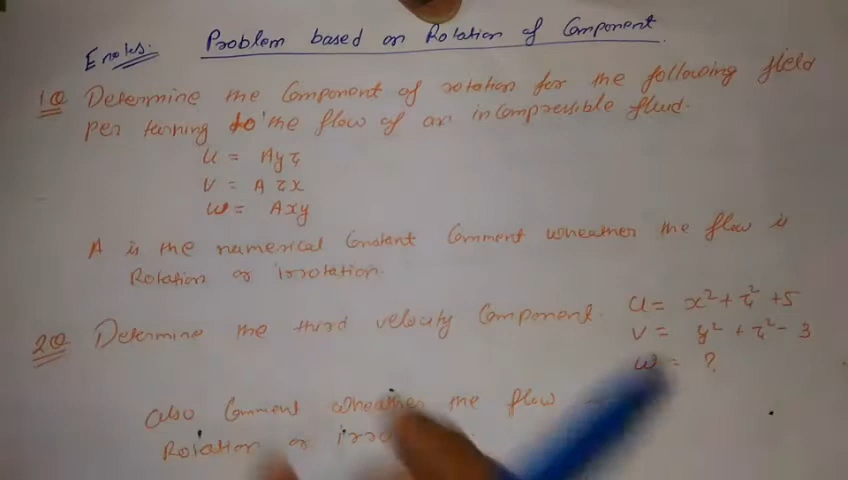 Enotes. Problem based on Rotation of Component.
1Q Determine the Component of rotation for the following field
per tarning to the flow of an incompressible fluid.
u = Ayz
v = Azx
w = Axy
A is the numerical Constant Comment wheather the flow is
Rotation or irrotation.
2Q Determine the third velocity Component. u = x² + z² + 5
v = y² + z² - 3
w = ?
also Comment wheather the flow
Rotation or